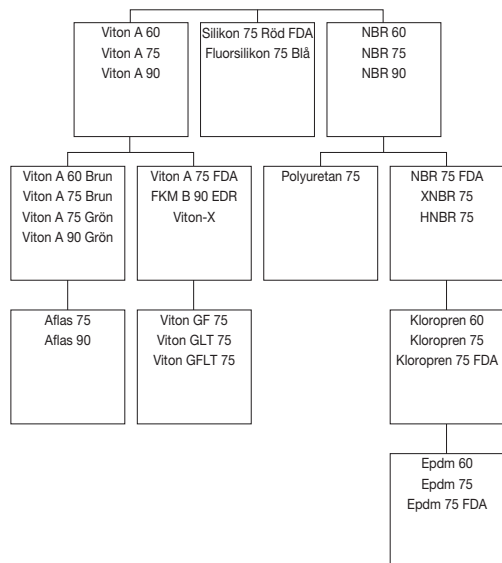 Viton A 60
Viton A 75
Viton A 90
Silikon 75 Röd FDA
Fluorsilikon 75 Blå
NBR 60
NBR 75
NBR 90
Viton A 60 Brun
Viton A 75 Brun
Viton A 75 Grön
Viton A 90 Grön
Viton A 75 FDA
FKM B 90 EDR
Viton-X
Polyuretan 75
NBR 75 FDA
XNBR 75
HNBR 75
Aflas 75
Aflas 90
Viton GF 75
Viton GLT 75
Viton GFLT 75
Kloropren 60
Kloropren 75
Kloropren 75 FDA
Epdm 60
Epdm 75
Epdm 75 FDA